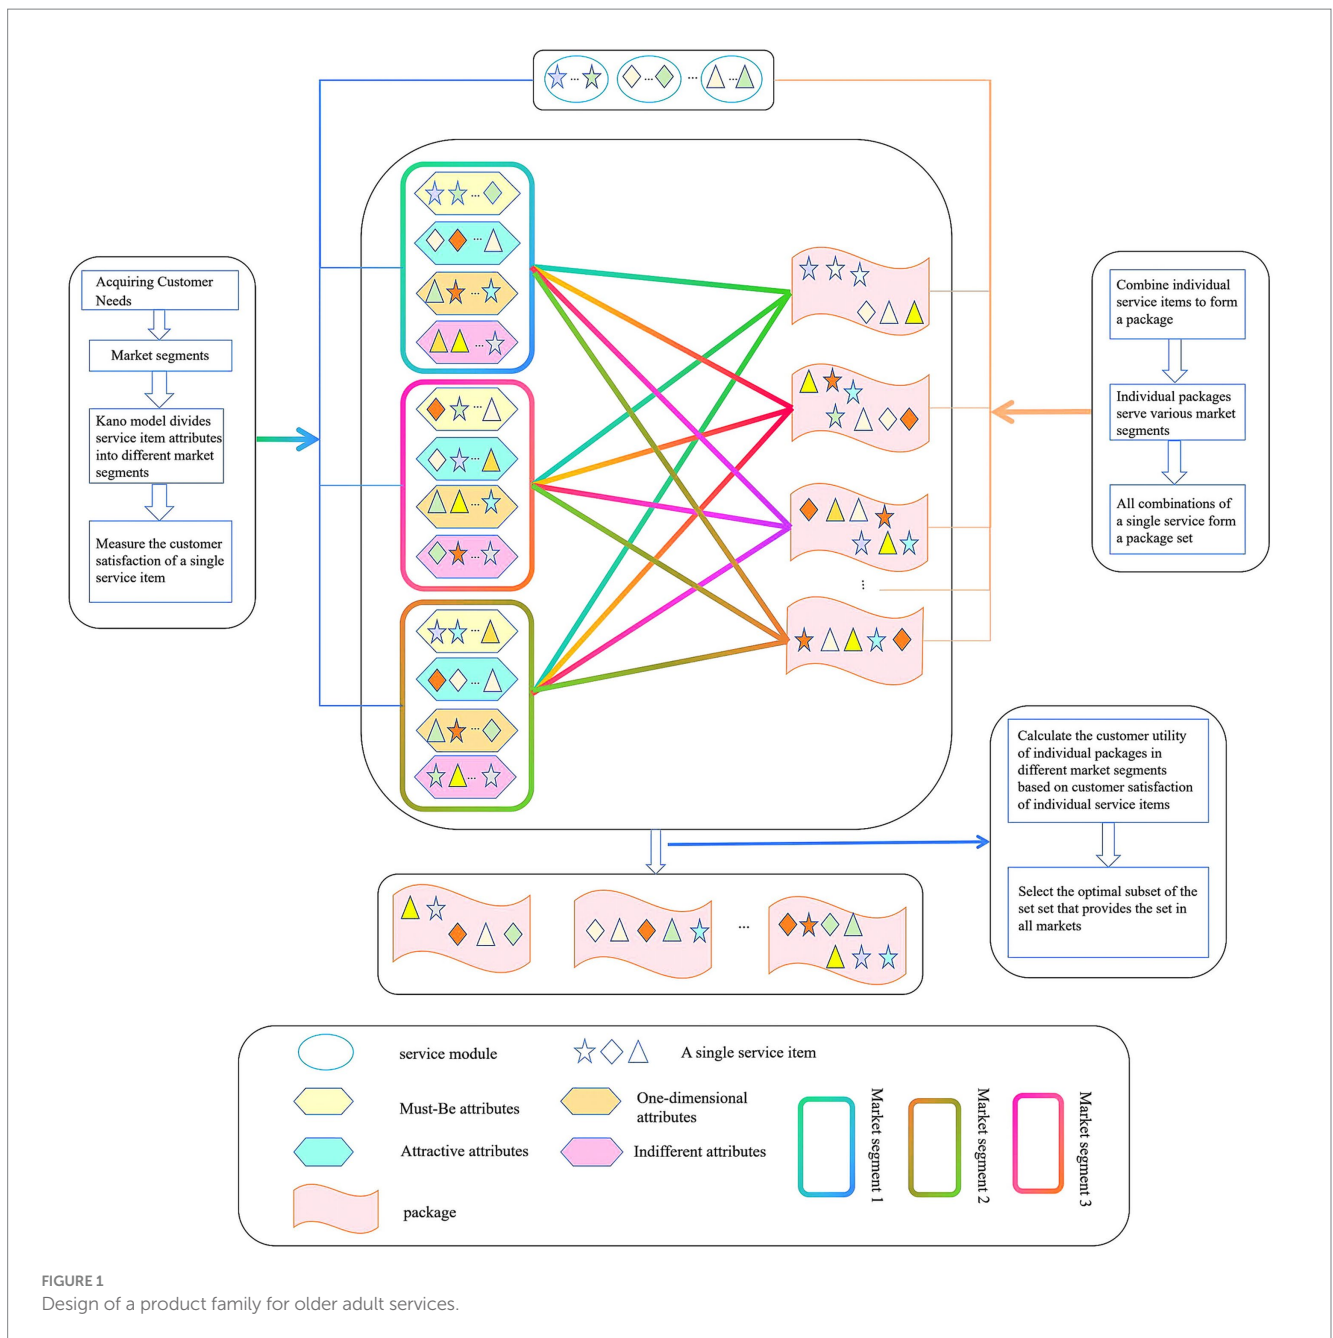 Acquiring Customer
Needs
Market segments
Kano model divides
service item attributes
into different market
segments
Measure the customer
satisfaction of a single
service item
Combine individual
service items to form
a package
Individual packages
serve various market
segments
All combinations of
a single service form
a package set
Calculate the customer utility
of individual packages in
different market segments
based on customer satisfaction
of individual service items
Select the optimal subset of the
set set that provides the set in
all markets
service module
A single service item
Must-Be attributes
One-dimensional
attributes
Attractive attributes
Indifferent attributes
package
Market segment 1
Market segment 2
Market segment 3
FIGURE 1
Design of a product family for older adult services.